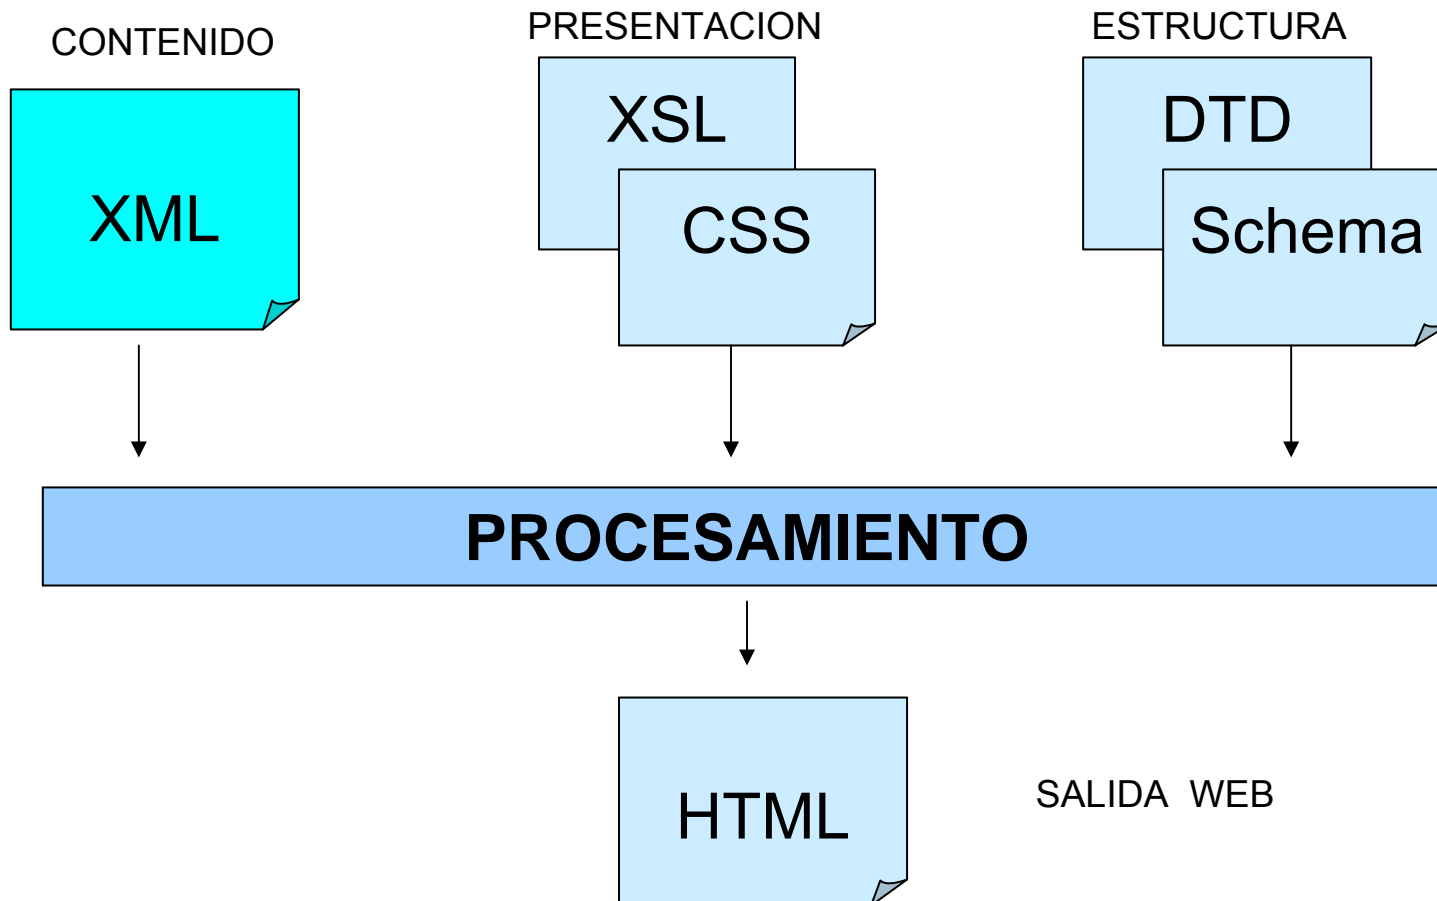 CONTENIDO
PRESENTACION
ESTRUCTURA
XML
XSL
CSS
DTD
Schema
PROCESAMIENTO
HTML
SALIDA WEB